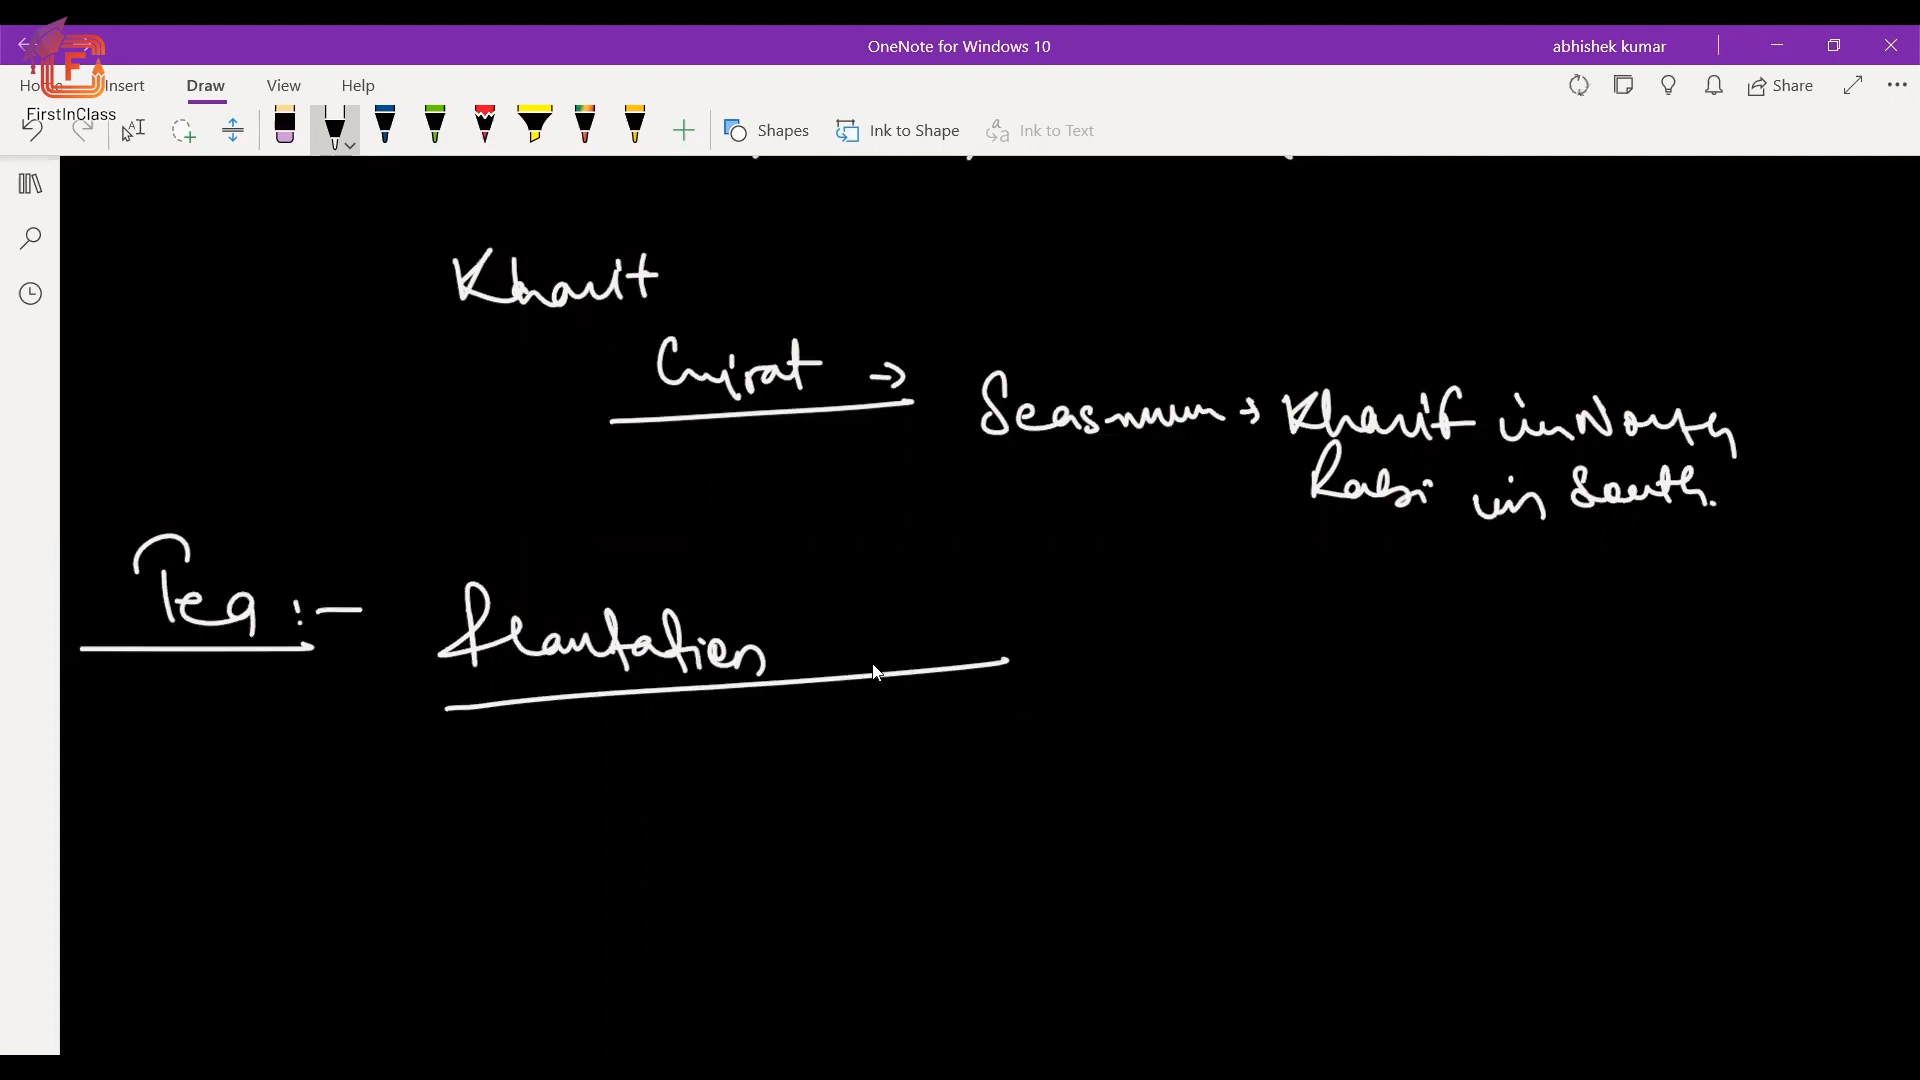 OneNote for Windows 10
abhishek kumar
F
FirstInClass
Insert Draw View Help
Share
Shapes Ink to Shape Ink to Text
Kharif
Gujrat →
Seasmum → Kharif in North
Rabi in South.
Tea :-
Plantation